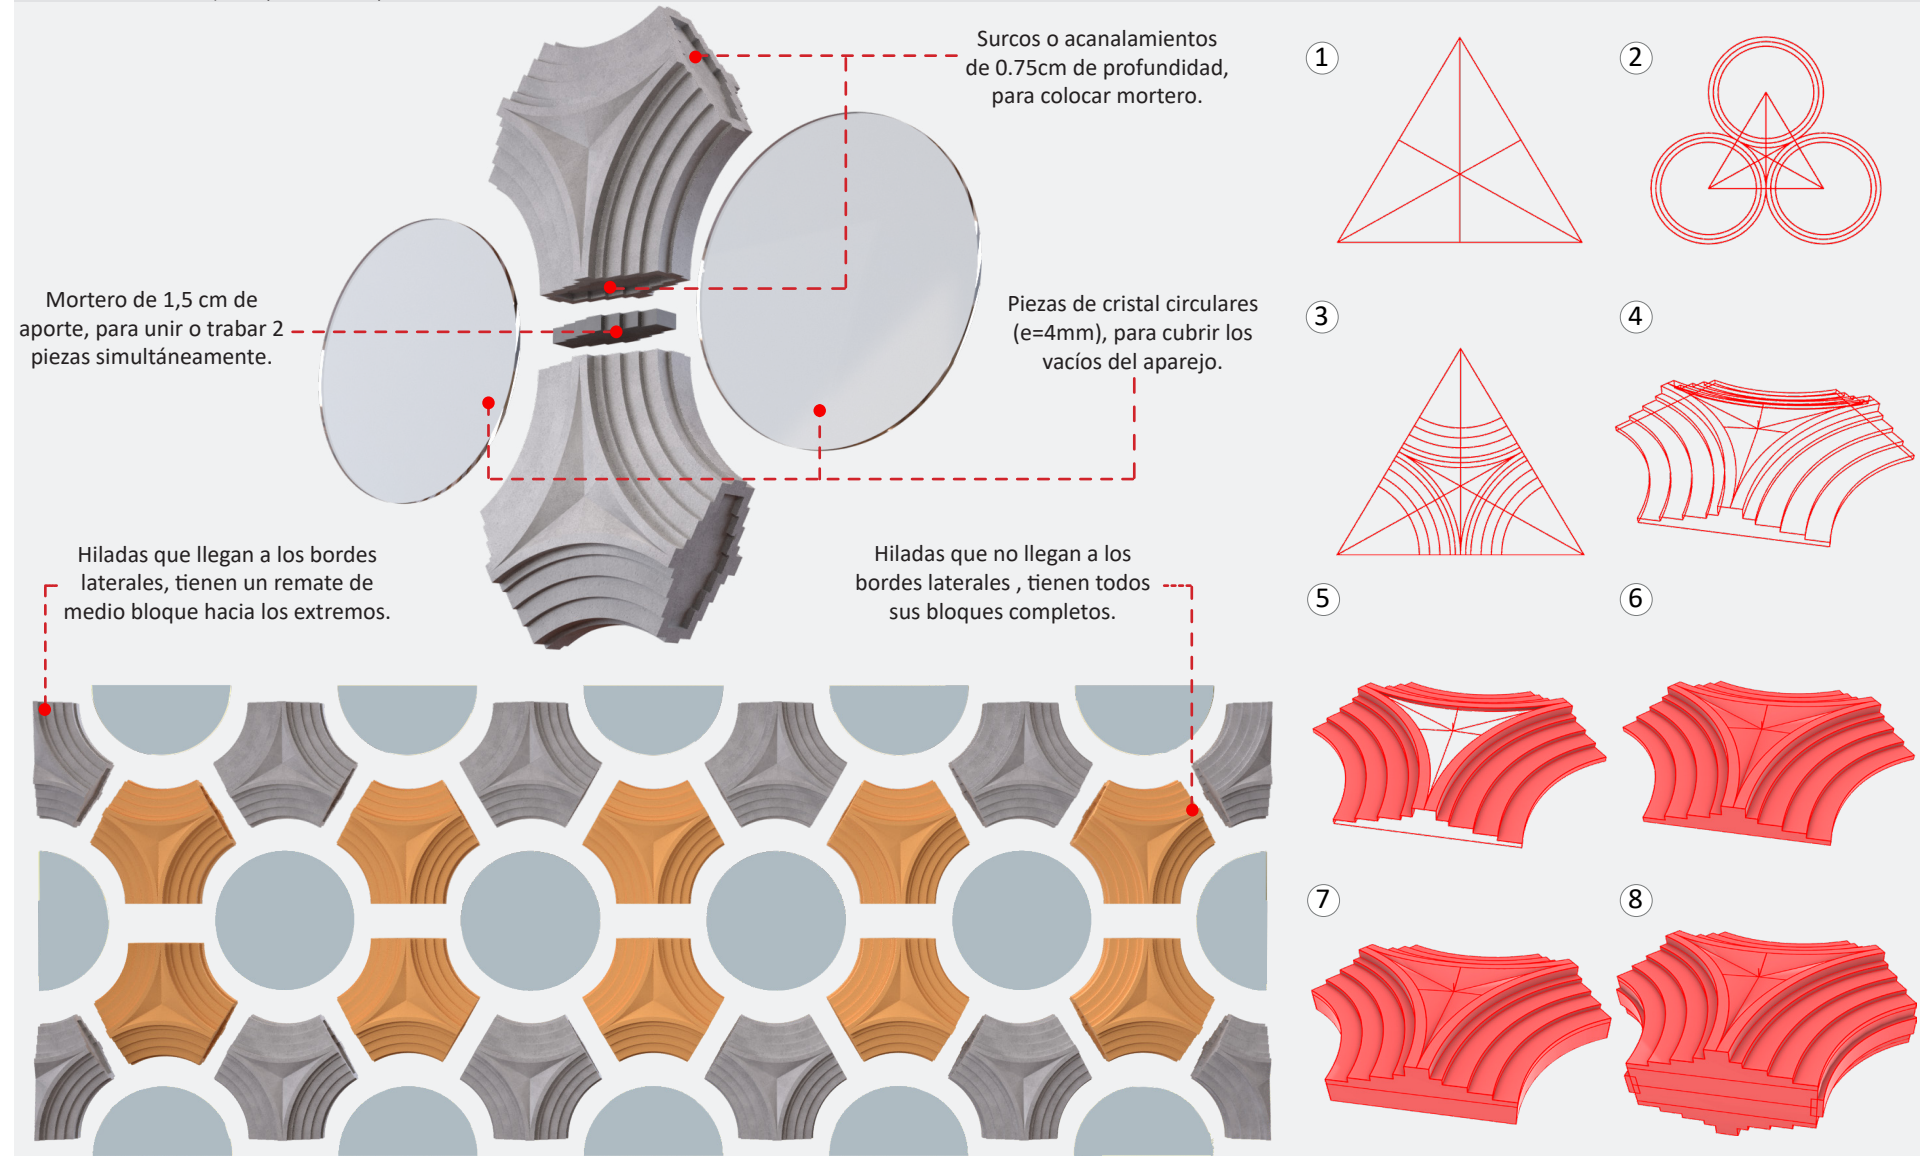 Surcos o acanalamientos
de 0.75cm de profundidad,
para colocar mortero.
Mortero de 1,5 cm de
aporte, para unir o trabar 2
piezas simultáneamente.
Piezas de cristal circulares
(e=4mm), para cubrir los
vacíos del aparejo.
Hiladas que llegan a los bordes
laterales, tienen un remate de
medio bloque hacia los extremos.
Hiladas que no llegan a los
bordes laterales , tienen todos
sus bloques completos.
1
2
3
4
5
6
7
8